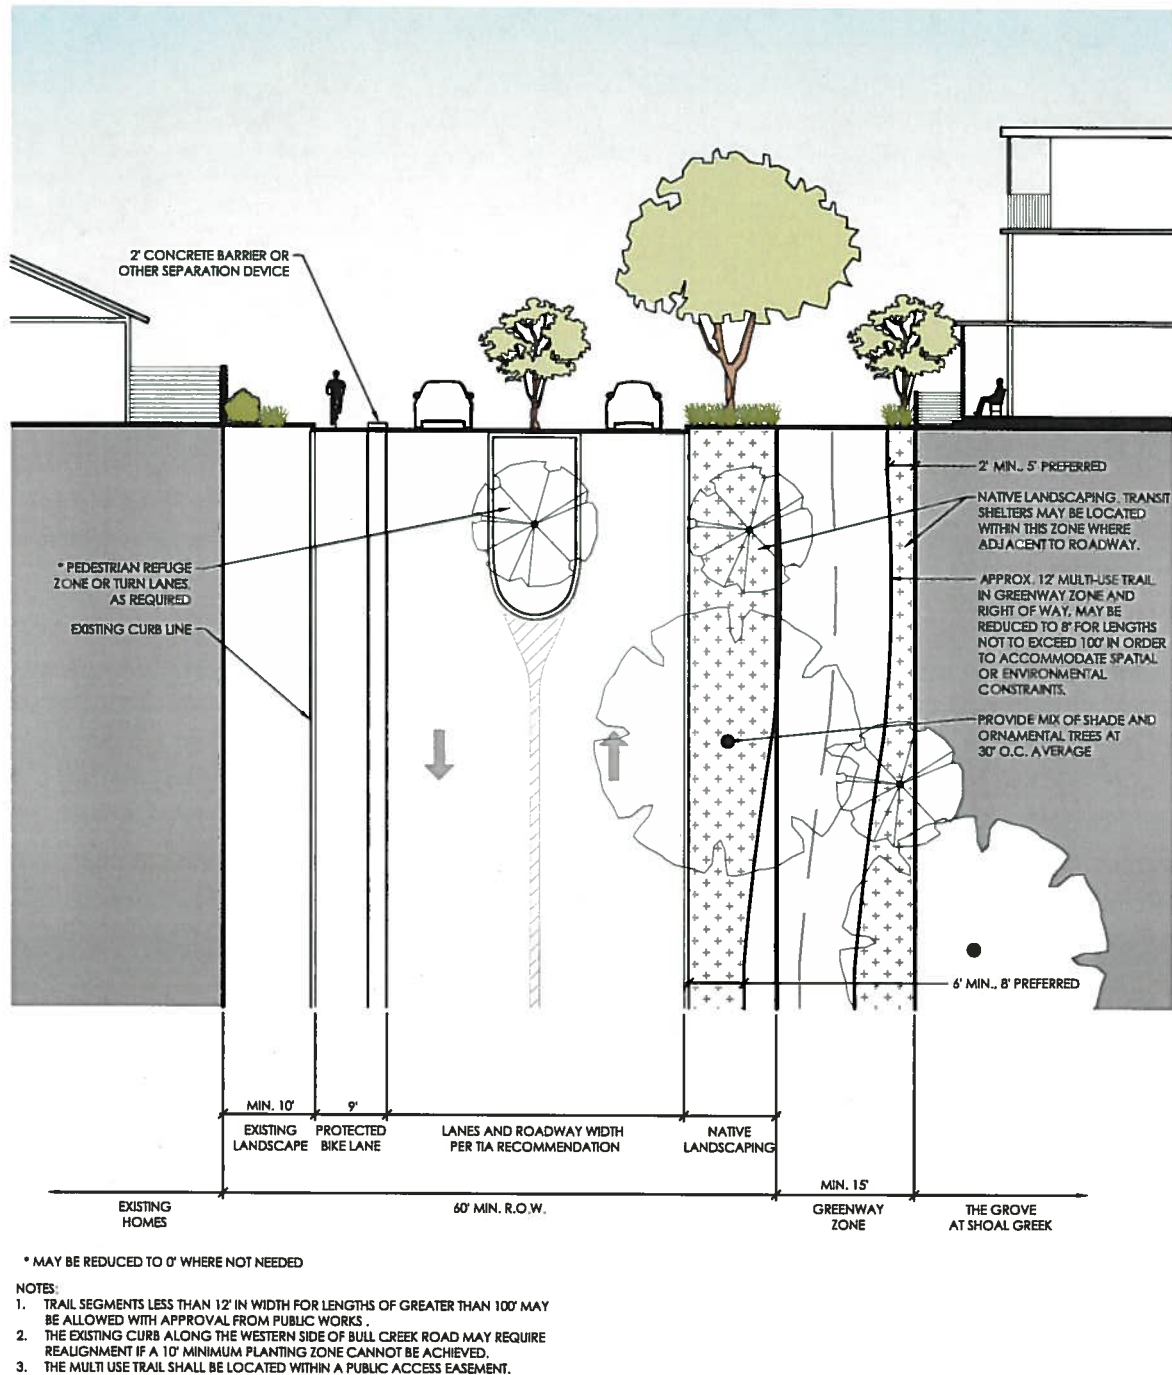 2' CONCRETE BARRIER OR
OTHER SEPARATION DEVICE
2' MIN., 5' PREFERRED
NATIVE LANDSCAPING. TRANSIT
SHELTERS MAY BE LOCATED
WITHIN THIS ZONE WHERE
ADJACENT TO ROADWAY.
* PEDESTRIAN REFUGE
ZONE OR TURN LANES,
AS REQUIRED
EXISTING CURB LINE
APPROX. 12' MULTI-USE TRAIL
IN GREENWAY ZONE AND
RIGHT OF WAY. MAY BE
REDUCED TO 8' FOR LENGTHS
NOT TO EXCEED 100' IN ORDER
TO ACCOMMODATE SPATIAL
OR ENVIRONMENTAL
CONSTRAINTS.
PROVIDE MIX OF SHADE AND
ORNAMENTAL TREES AT
30' O.C. AVERAGE
6' MIN., 8' PREFERRED
MIN. 10'
EXISTING
LANDSCAPE
9'
PROTECTED
BIKE LANE
LANES AND ROADWAY WIDTH
PER TIA RECOMMENDATION
NATIVE
LANDSCAPING
EXISTING
HOMES
60' MIN. R.O.W.
MIN. 15'
GREENWAY
ZONE
THE GROVE
AT SHOAL GREEK
* MAY BE REDUCED TO 0' WHERE NOT NEEDED
NOTES:
1. TRAIL SEGMENTS LESS THAN 12' IN WIDTH FOR LENGTHS OF GREATER THAN 100' MAY
BE ALLOWED WITH APPROVAL FROM PUBLIC WORKS .
2. THE EXISTING CURB ALONG THE WESTERN SIDE OF BULL CREEK ROAD MAY REQUIRE
REALIGNMENT IF A 10' MINIMUM PLANTING ZONE CANNOT BE ACHIEVED.
3. THE MULTI USE TRAIL SHALL BE LOCATED WITHIN A PUBLIC ACCESS EASEMENT.